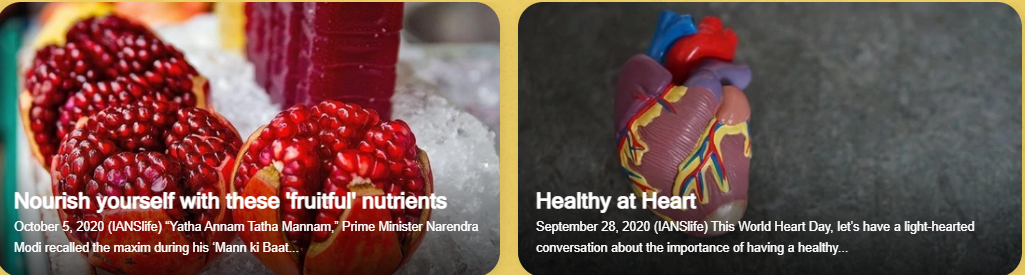 Nourish yourself with these 'fruitful' nutrients
October 5, 2020 (IANSlife) “Yatha Annam Tatha Mannam,” Prime Minister Narendra
Modi recalled the maxim during his ‘Mann ki Baat...
Healthy at Heart
September 28, 2020 (IANSlife) This World Heart Day, let’s have a light-hearted
conversation about the importance of having a healthy...